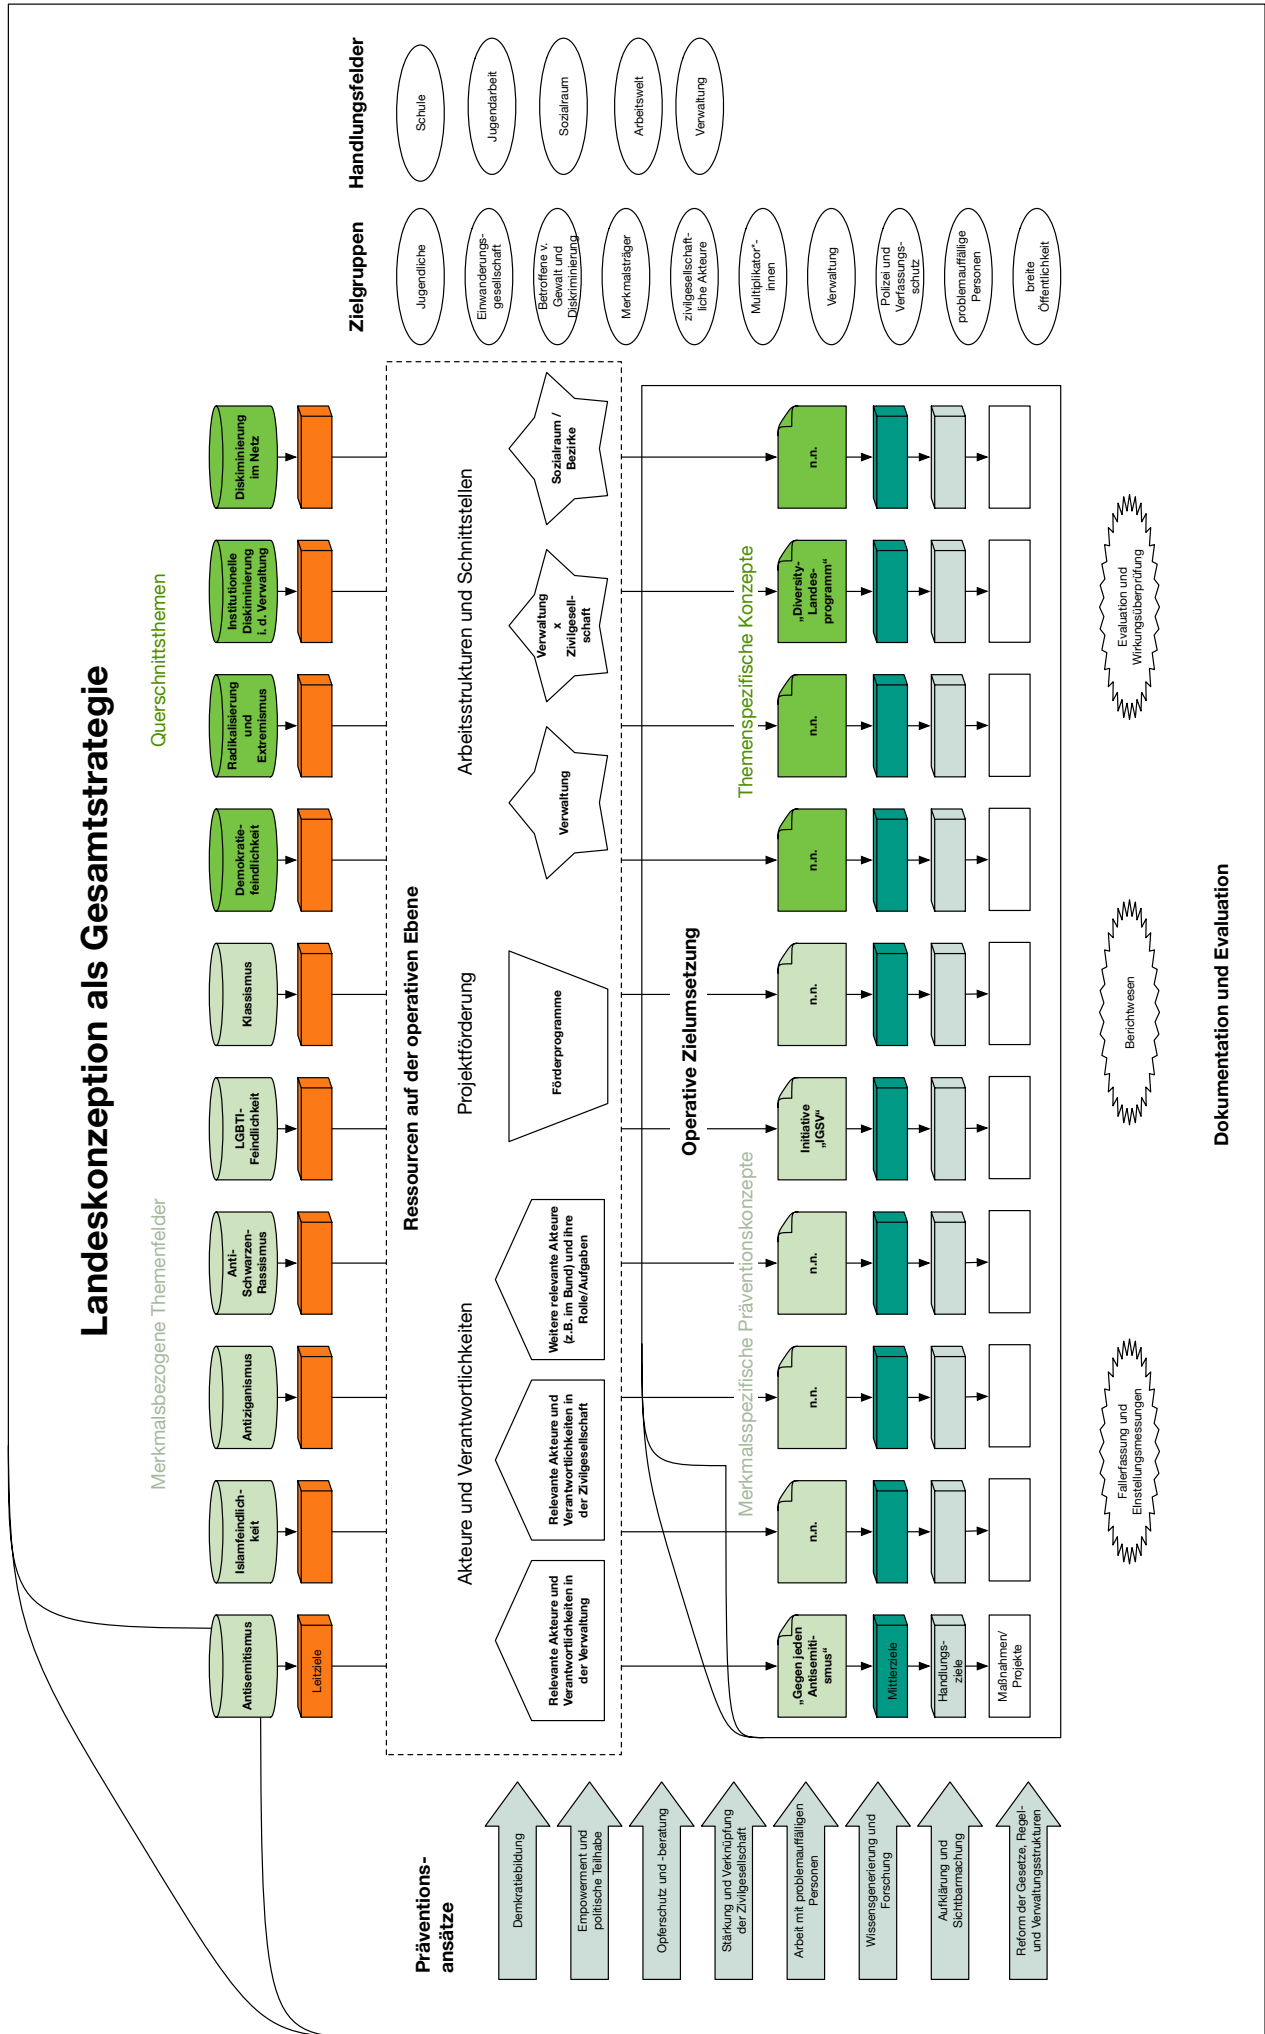 Landeskonzeption als Gesamtstrategie
Merkmalsbezogene Themenfelder
Querschnittsthemen
Antisemitismus
Islamfeindlich-
keit
Antiziganismus
Anti-
Schwarzen-
Rassismus
LGBTI-
Feindlichkeit
Klassismus
Demokratie-
feindlichkeit
Radikalisierung
und
Extremismus
Institutionelle
Diskiminierung
i. d. Verwaltung
Diskiminierung
im Netz
Leitziele
Präventions-
ansätze
Demkratiebildung
Empowerment und
politische Teilhabe
Opferschutz und -beratung
Stärkung und Verknüpfung
der Zivilgesellschaft
Arbeit mit problemauffälligen
Personen
Wissensgenerierung und
Forschung
Aufklärung und
Sichtbarmachung
Reform der Gesetze, Regel-
und Verwaltungsstrukturen
Ressourcen auf der operativen Ebene
Akteure und Verantwortlichkeiten
Projektförderung
Arbeitsstrukturen und Schnittstellen
Relevante Akteure und
Verantwortlichkeiten in
der Verwaltung
Relevante Akteure und
Verantwortlichkeiten in
der Zivilgesellschaft
Weitere relevante Akteure
(z.B. im Bund) und ihre
Rolle/Aufgaben
Förderprogramme
Verwaltung
Verwaltung
x
Zivilgesell-
schaft
Sozialraum /
Bezirke
Operative Zielumsetzung
Merkmalsspezifische Präventionskonzepte
Themenspezifische Konzepte
„Gegen jeden
Antisemiti-
smus“
n.n.
n.n.
n.n.
Initiative
„IGSV“
n.n.
n.n.
n.n.
„Diversity-
Landes-
programm“
n.n.
Mittlerziele
Handlungs-
ziele
Maßnahmen/
Projekte
Zielgruppen
Jugendliche
Einwanderungs-
gesellschaft
Betroffene v.
Gewalt und
Diskriminierung
Merkmalsträger
zivilgesellschaft-
liche Akteure
Multiplikator*-
innen
Verwaltung
Polizei und
Verfassungs-
schutz
problemauffällige
Personen
breite
Öffentlichkeit
Handlungsfelder
Schule
Jugendarbeit
Sozialraum
Arbeitswelt
Verwaltung
Fallerfassung und
EInstellungsmessungen
Berichtwesen
Evaluation und
Wirkungsüberprüfung
Dokumentation und Evaluation